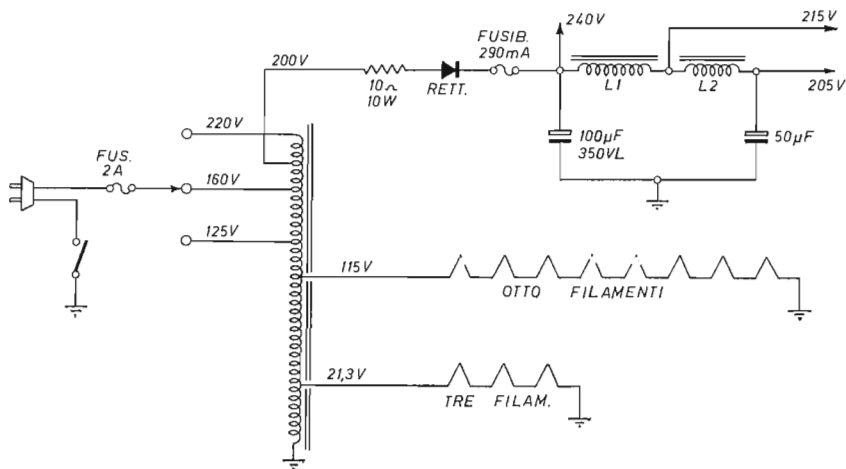 240V
215V
FUSIB.
290mA
200V
10Ω
10W
RETT.
L1
L2
205V
100μF
350VL
50μF
220V
FUS.
2A
160V
125V
115V
OTTO FILAMENTI
21,3V
TRE FILAM.